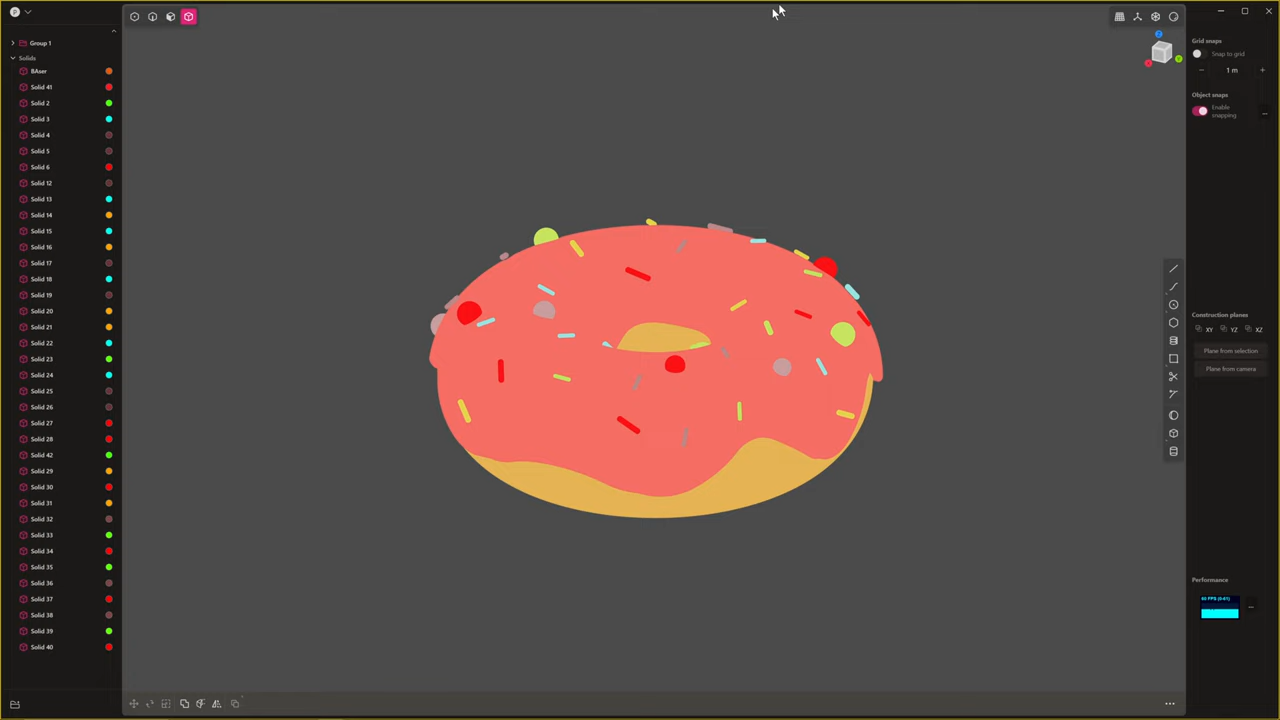 P
Group 1
Solids
BAser
Solid 41
Solid 2
Solid 3
Solid 4
Solid 5
Solid 6
Solid 12
Solid 13
Solid 14
Solid 15
Solid 16
Solid 17
Solid 18
Solid 19
Solid 20
Solid 21
Solid 22
Solid 23
Solid 24
Solid 25
Solid 26
Solid 27
Solid 28
Solid 42
Solid 29
Solid 30
Solid 31
Solid 32
Solid 33
Solid 34
Solid 35
Solid 36
Solid 37
Solid 38
Solid 39
Solid 40
Z
X
Y
Grid snaps
Snap to grid
1 m
Object snaps
Enable
snapping
Construction planes
XY YZ XZ
Plane from selection
Plane from camera
Performance